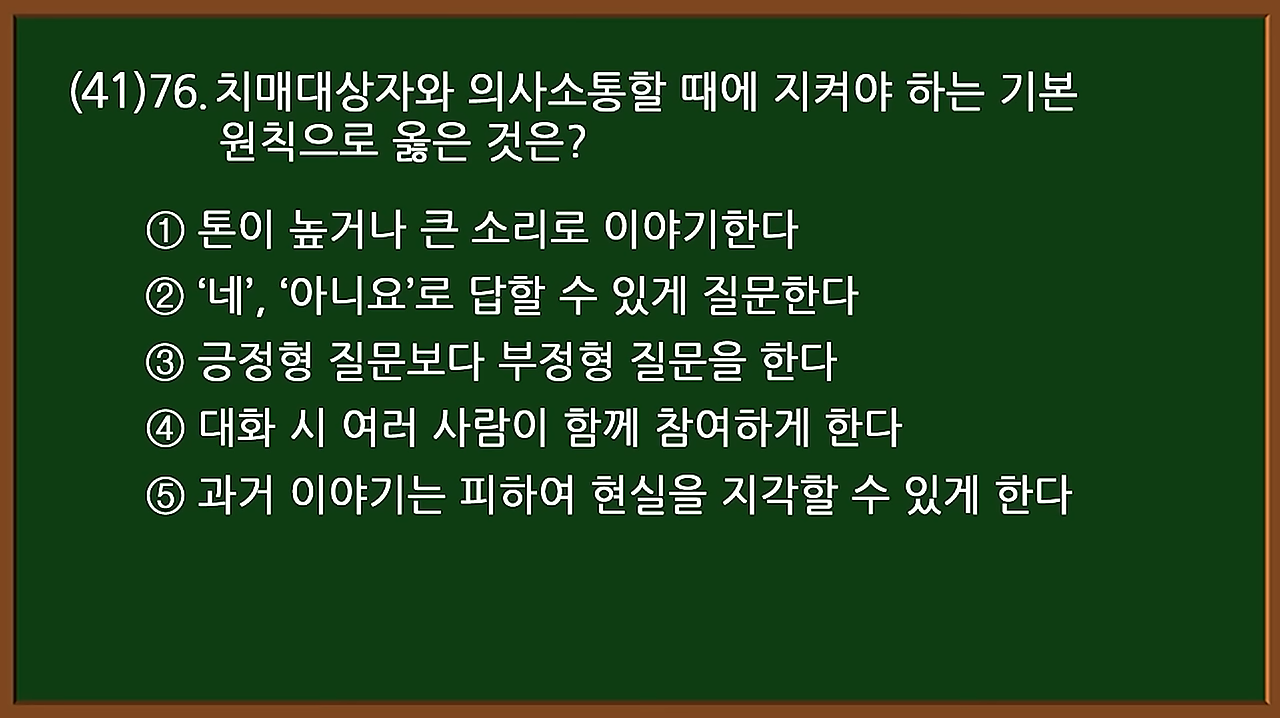 (41)76. 치매대상자와 의사소통할 때에 지켜야 하는 기본
원칙으로 옳은 것은?
① 톤이 높거나 큰 소리로 이야기한다
② ‘네’, ‘아니요’로 답할 수 있게 질문한다
③ 긍정형 질문보다 부정형 질문을 한다
④ 대화 시 여러 사람이 함께 참여하게 한다
⑤ 과거 이야기는 피하여 현실을 지각할 수 있게 한다